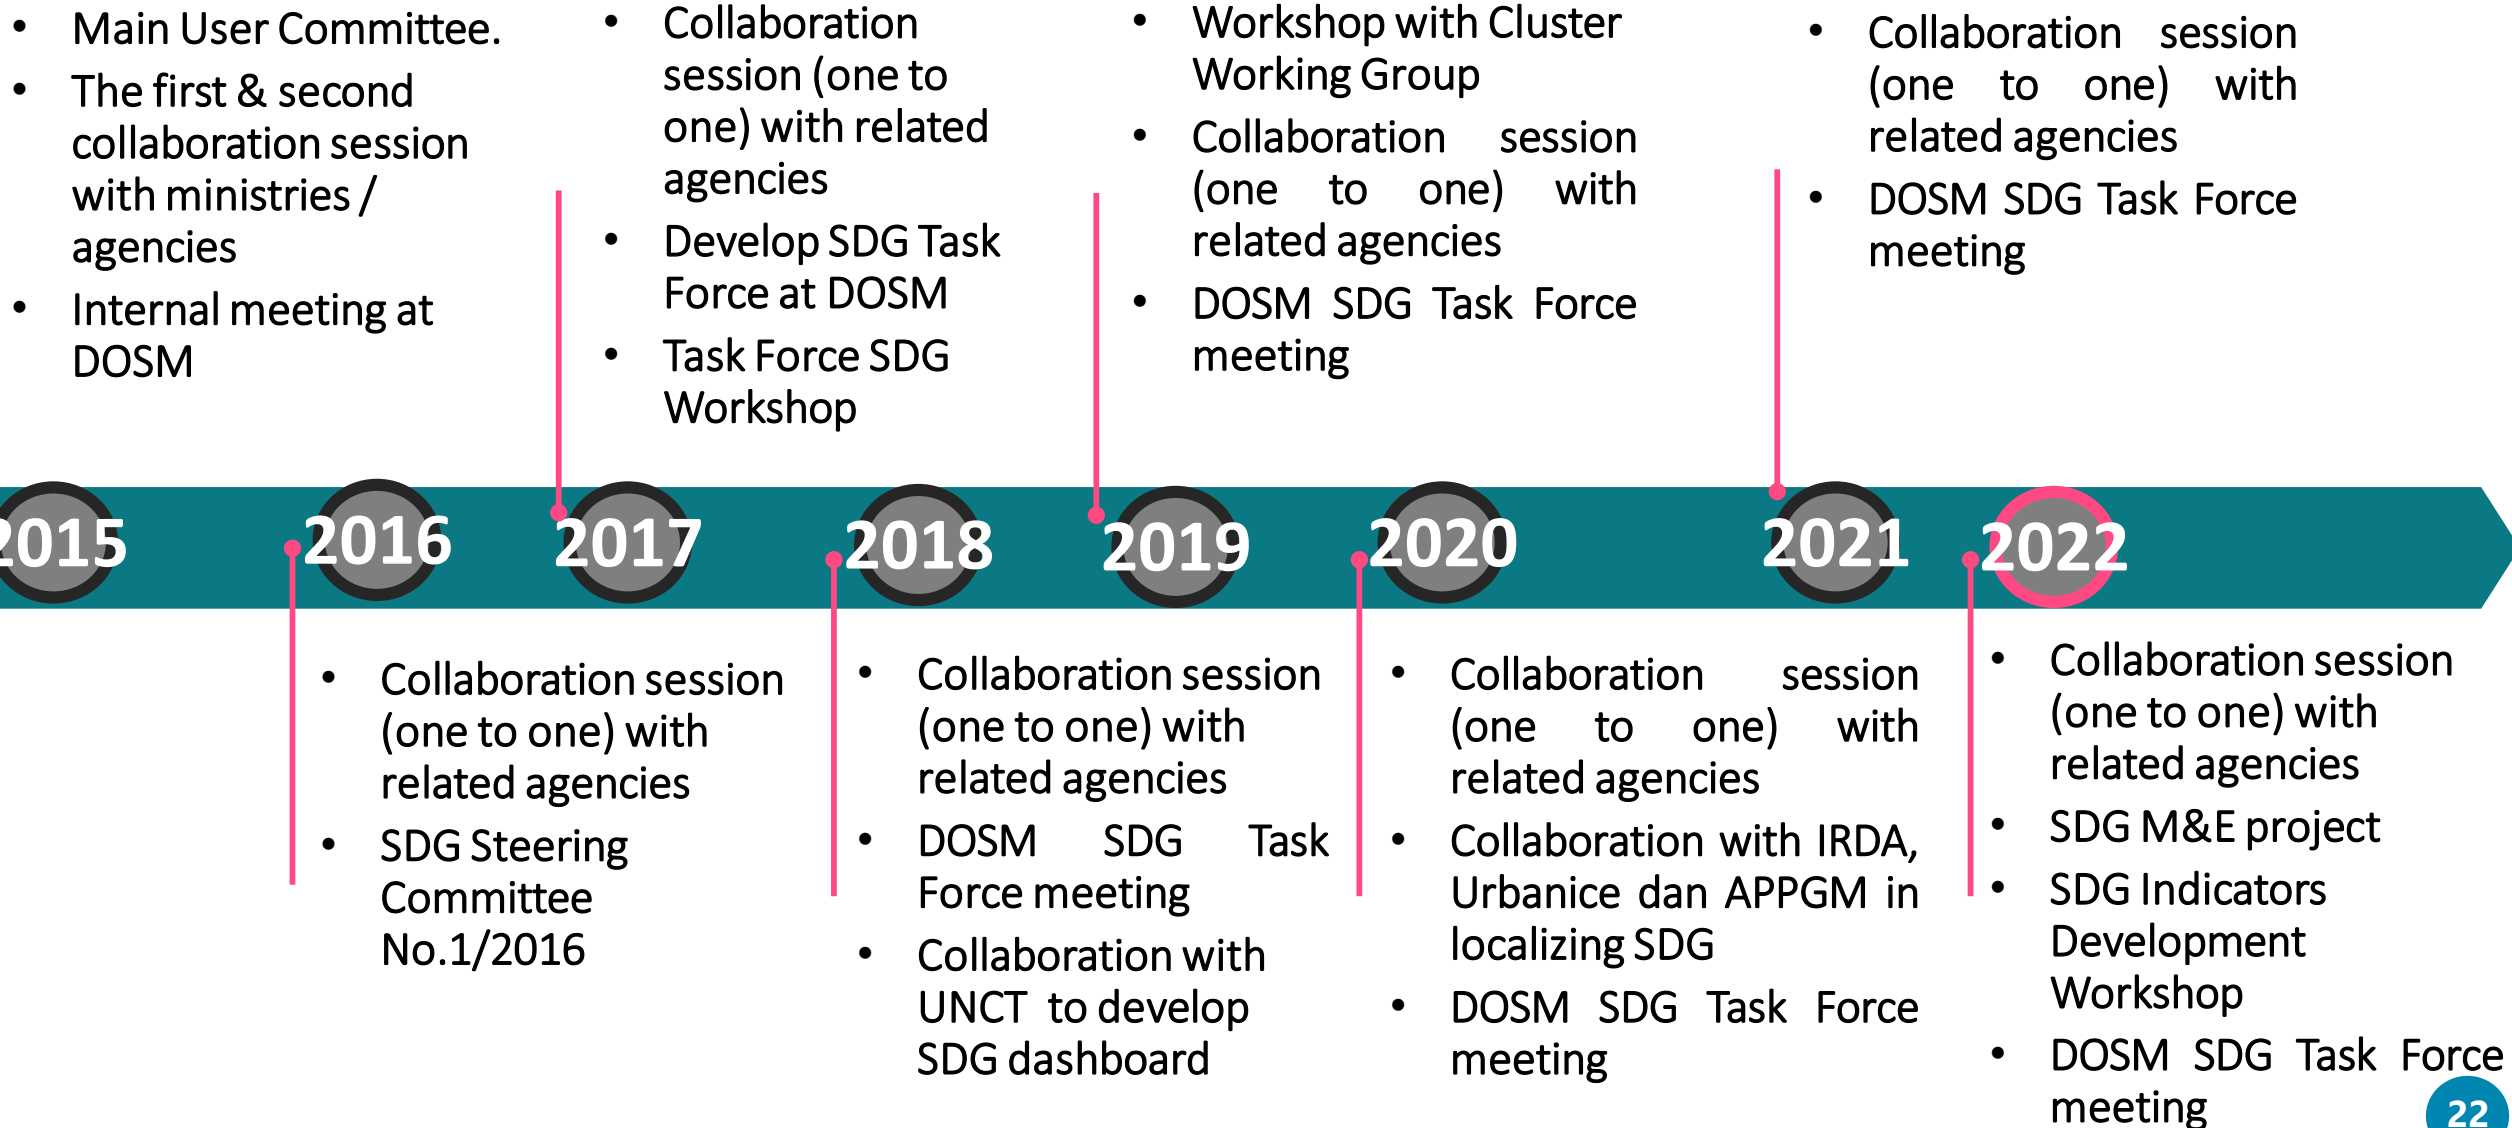 • Main User Committee.
• The first & second
collaboration session
with ministries /
agencies
• Internal meeting at
DOSM
• Collaboration
session (one to
one) with related
agencies
• Develop SDG Task
Force at DOSM
• Task Force SDG
Workshop
• Workshop with Cluster
Working Group
• Collaboration session
(one to one) with
related agencies
• DOSM SDG Task Force
meeting
• Collaboration session
(one to one) with
related agencies
• DOSM SDG Task Force
meeting
2015
2016
2017
2018
2019
2020
2021
2022
• Collaboration session
(one to one) with
related agencies
• SDG Steering
Committee
No.1/2016
• Collaboration session
(one to one) with
related agencies
• DOSM SDG Task
Force meeting
• Collaboration with
UNCT to develop
SDG dashboard
• Collaboration session
(one to one) with
related agencies
• Collaboration with IRDA,
Urbanice dan APPGM in
localizing SDG
• DOSM SDG Task Force
meeting
• Collaboration session
(one to one) with
related agencies
• SDG M&E project
• SDG Indicators
Development
Workshop
• DOSM SDG Task Force
meeting
22